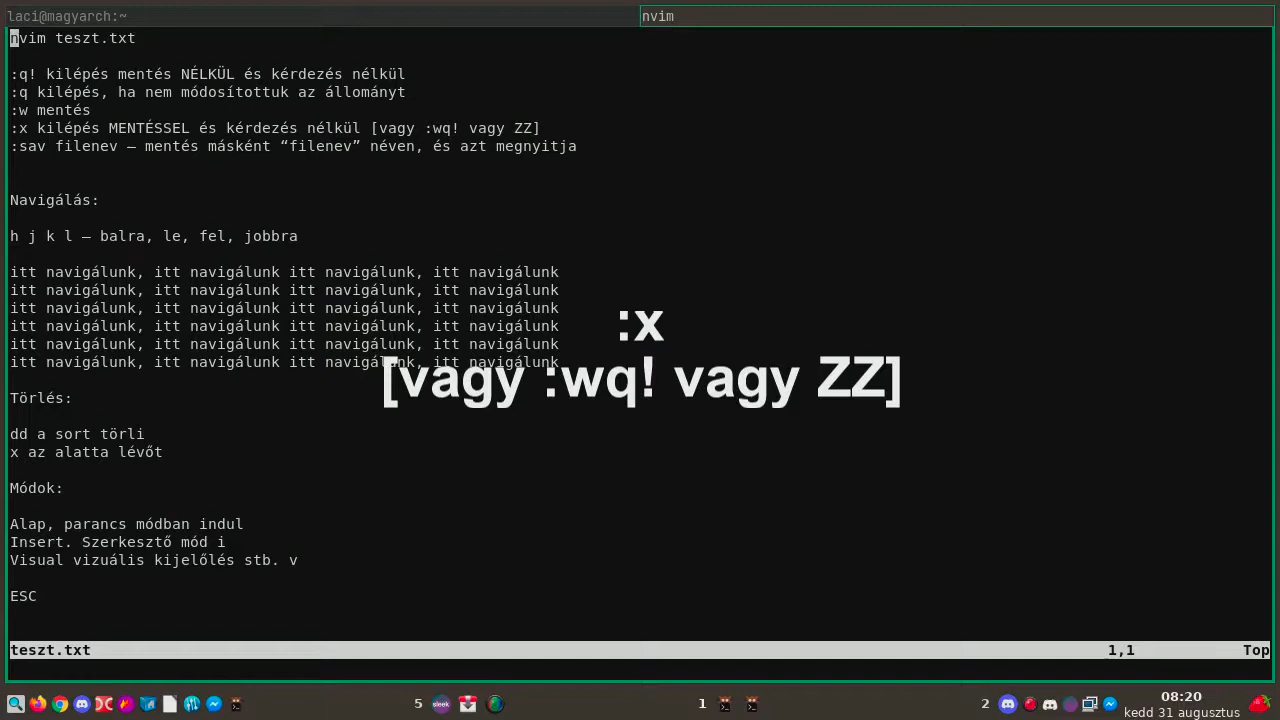 laci@magyarch:~
nvim
nvim teszt.txt
:q! kilépés mentés NÉLKÜL és kérdezés nélkül
:q kilépés, ha nem módosítottuk az állományt
:w mentés
:x kilépés MENTÉSSEL és kérdezés nélkül [vagy :wq! vagy ZZ]
:sav filenev – mentés másként “filenev” néven, és azt megnyitja
Navigálás:
h j k l – balra, le, fel, jobbra
itt navigálunk, itt navigálunk itt navigálunk, itt navigálunk
itt navigálunk, itt navigálunk itt navigálunk, itt navigálunk
itt navigálunk, itt navigálunk itt navigálunk, itt navigálunk
itt navigálunk, itt navigálunk itt navigálunk, itt navigálunk
itt navigálunk, itt navigálunk itt navigálunk, itt navigálunk
itt navigálunk, itt navigálunk itt navigálunk, itt navigálunk
:x
[vagy :wq! vagy ZZ]
Törlés:
dd a sort törli
x az alatta lévőt
Módok:
Alap, parancs módban indul
Insert. Szerkesztő mód i
Visual vizuális kijelőlés stb. v
ESC
teszt.txt 1,1 Top
5 sleek 1 2 08:20
kedd 31 augusztus